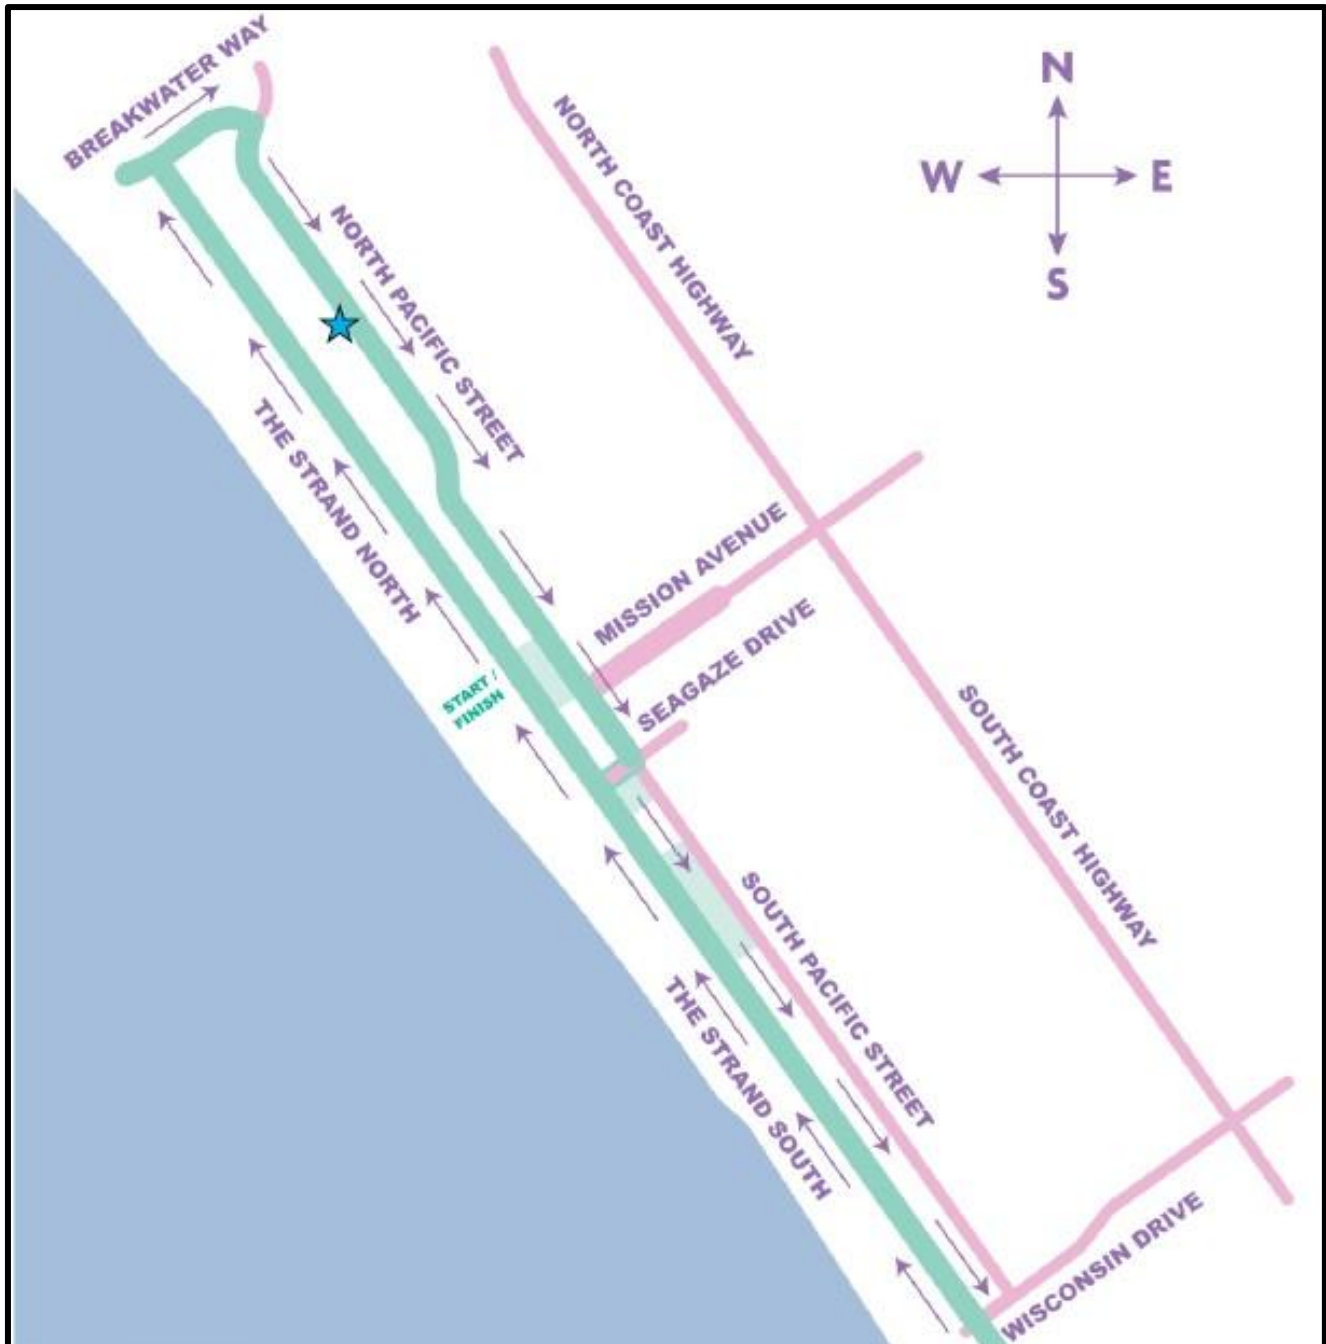 BREAKWATER WAY
N
W E
S
NORTH COAST HIGHWAY
NORTH PACIFIC STREET
THE STRAND NORTH
MISSION AVENUE
SEAGAZE DRIVE
START /
FINISH
SOUTH COAST HIGHWAY
SOUTH PACIFIC STREET
THE STRAND SOUTH
WISCONSIN DRIVE